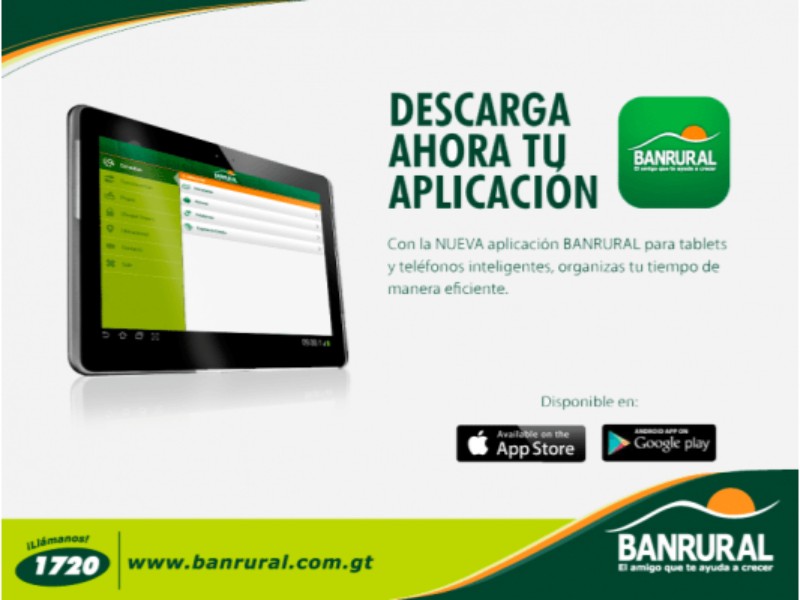 DESCARGA
AHORA TU
APLICACIÓN
BANRURAL
El amigo que te ayuda a crecer
Con la NUEVA aplicación BANRURAL para tablets
y teléfonos inteligentes, organizas tu tiempo de
manera eficiente.
BANRURAL
Disponible en:
Available on the
App Store
ANDROID APP ON
Google play
¡Llámanos!
1720
www.banrural.com.gt
BANRURAL
El amigo que te ayuda a crecer